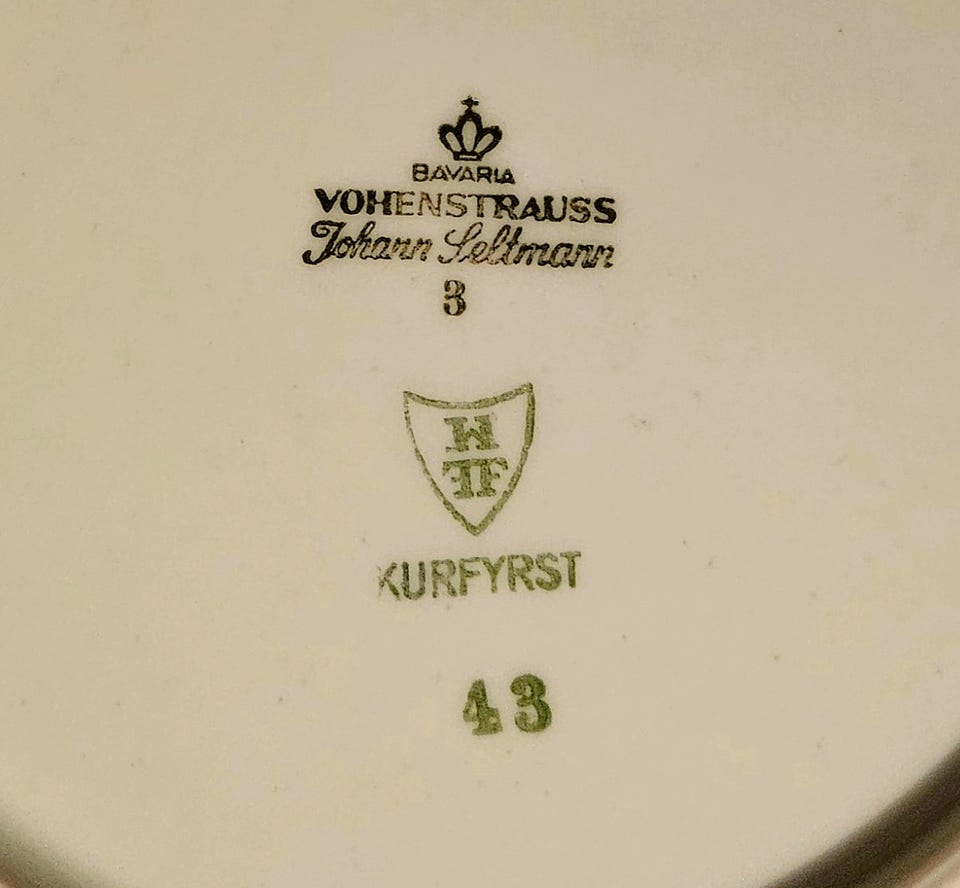 BAVARIA
VOHENSTRAUSS
Johann Seltmann
3
KURFYRST
43